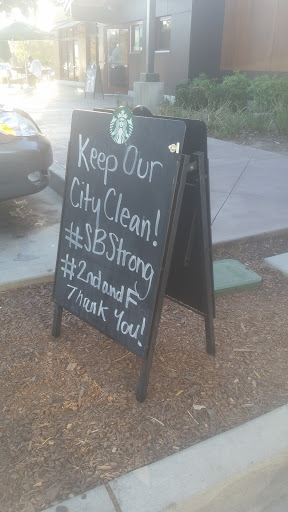 Keep Our
City Clean!
#SBStrong
#2ndandF
Thank You!